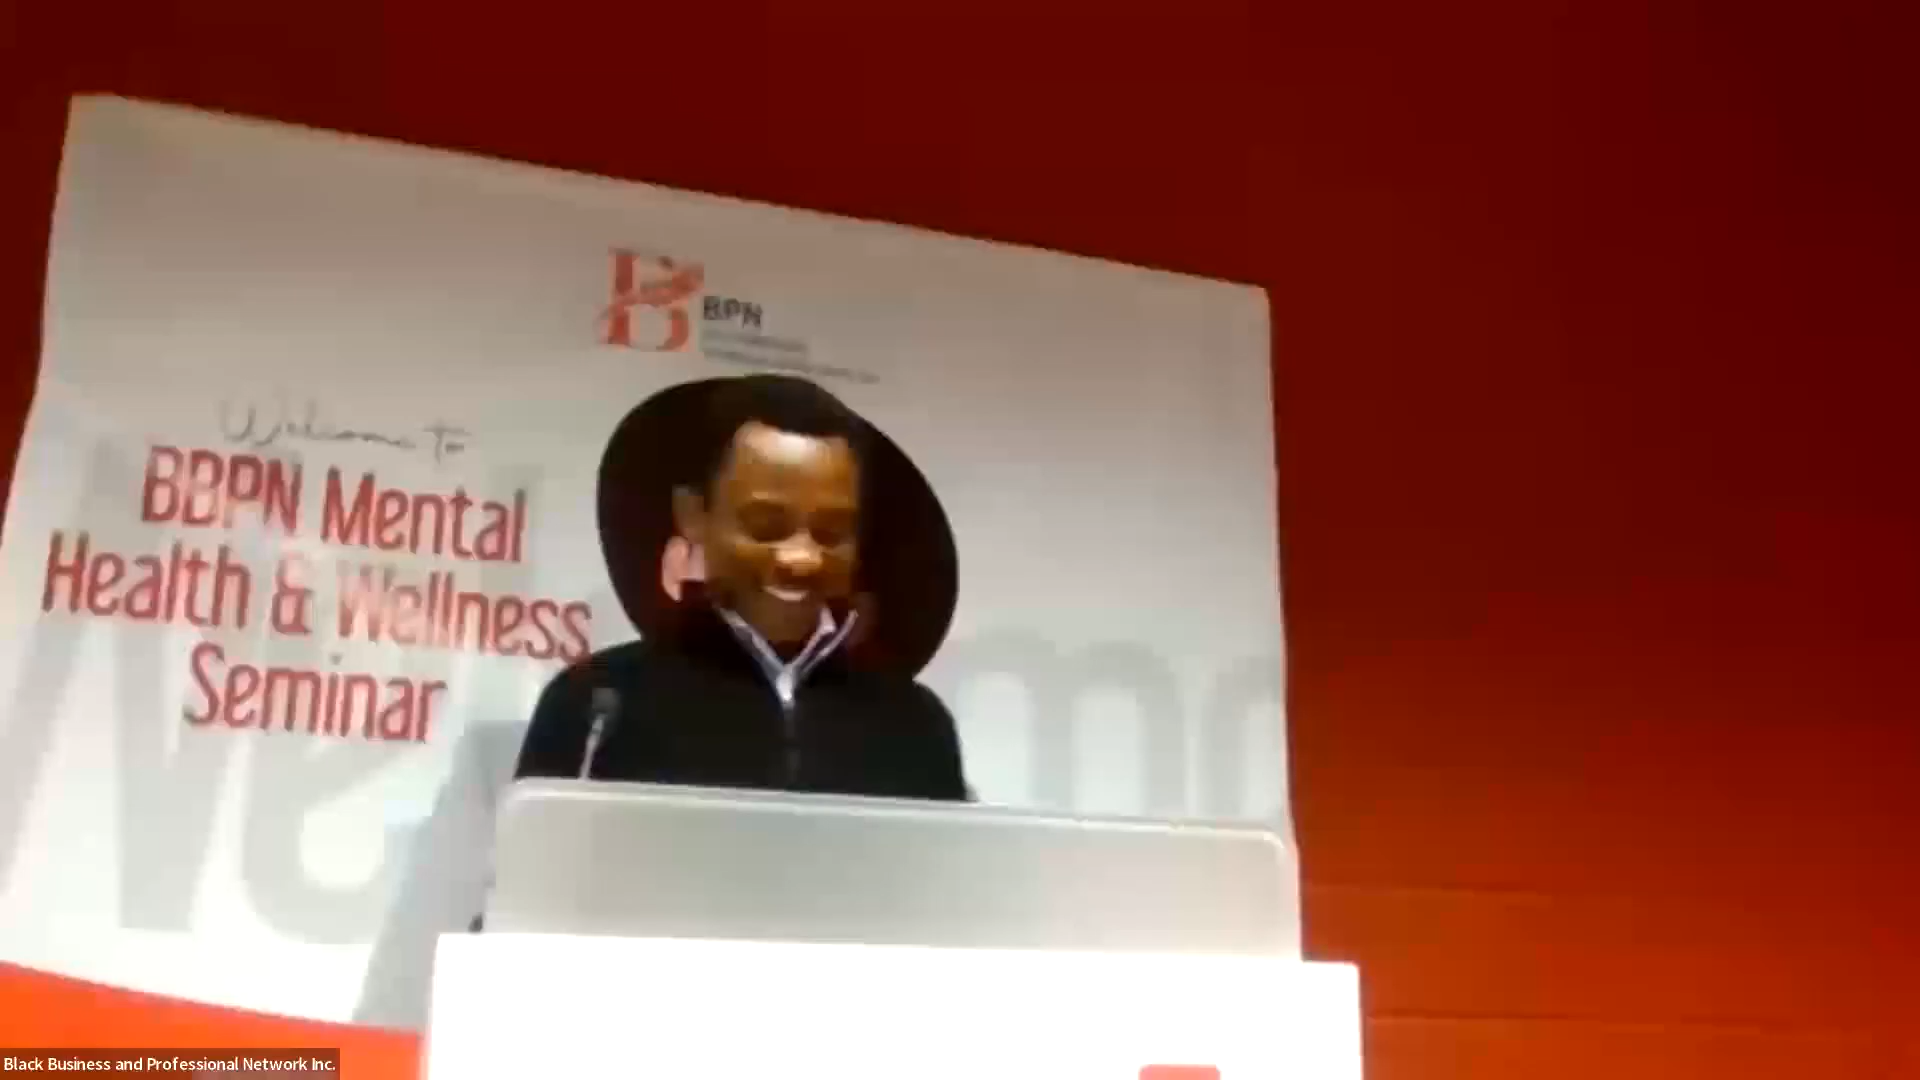 BPN
Welcome to
BBPN Mental
Health & Wellness
Seminar
Black Business and Professional Network Inc.